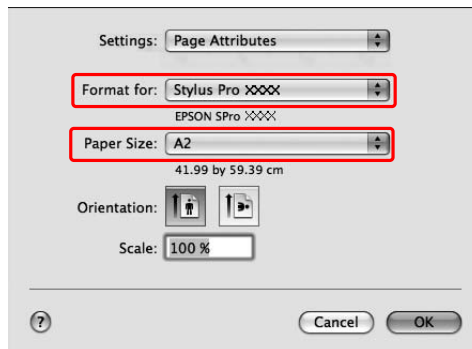 Settings: Page Attributes
Format for: Stylus Pro XXXX
EPSON SPro XXXX
Paper Size: A2
41.99 by 59.39 cm
Orientation:
Scale: 100 %
?
Cancel OK